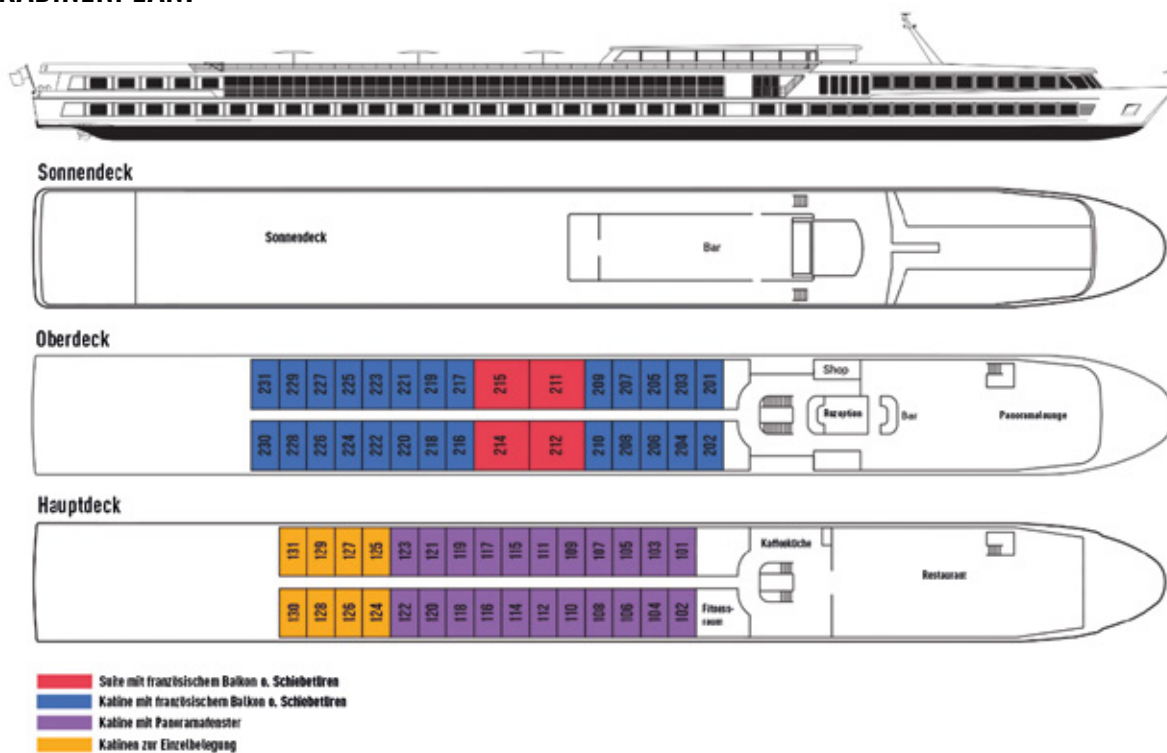 KABINENPLAN:
Sonnendeck
Sonnendeck
Bar
Oberdeck
231 229 227 225 223 221 219 217 215 211 209 207 205 203 201
Shop
Rezeption
Bar
Panoramalounge
230 228 226 224 222 220 218 216 214 212 210 208 206 204 202
Hauptdeck
131 129 127 125 123 121 119 117 115 111 109 107 105 103 101
Kaffeeküche
Restaurant
130 128 126 124 122 120 118 116 114 112 110 108 106 104 102
Fitness-
raum
Suite mit französischem Balkon o. Schiebetüren
Kabine mit französischem Balkon o. Schiebetüren
Kabine mit Panoramafenster
Kabinen zur Einzelbelegung